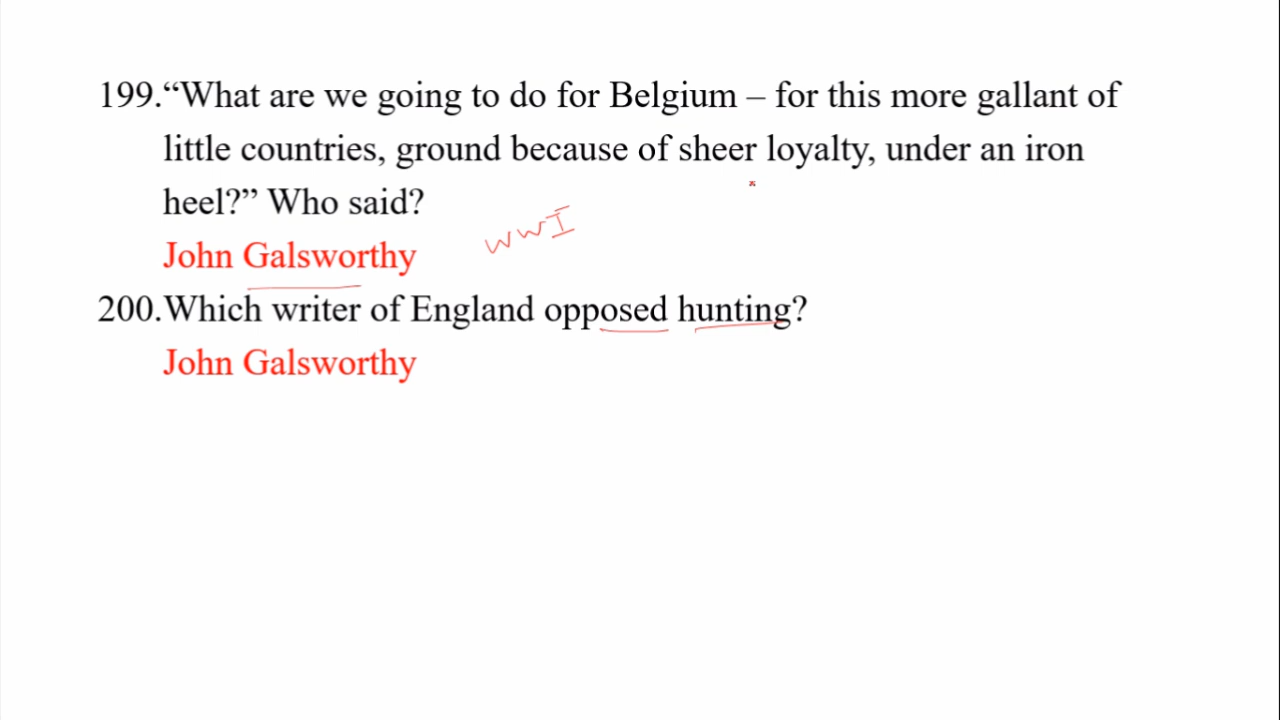 199.“What are we going to do for Belgium – for this more gallant of
little countries, ground because of sheer loyalty, under an iron
heel?” Who said?
John Galsworthy
WWI
200.Which writer of England opposed hunting?
John Galsworthy